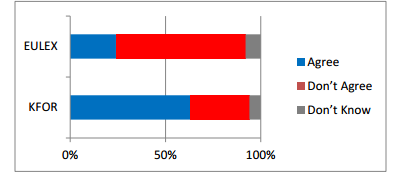 EULEX
KFOR
0% 50% 100%
Agree
Don’t Agree
Don’t Know